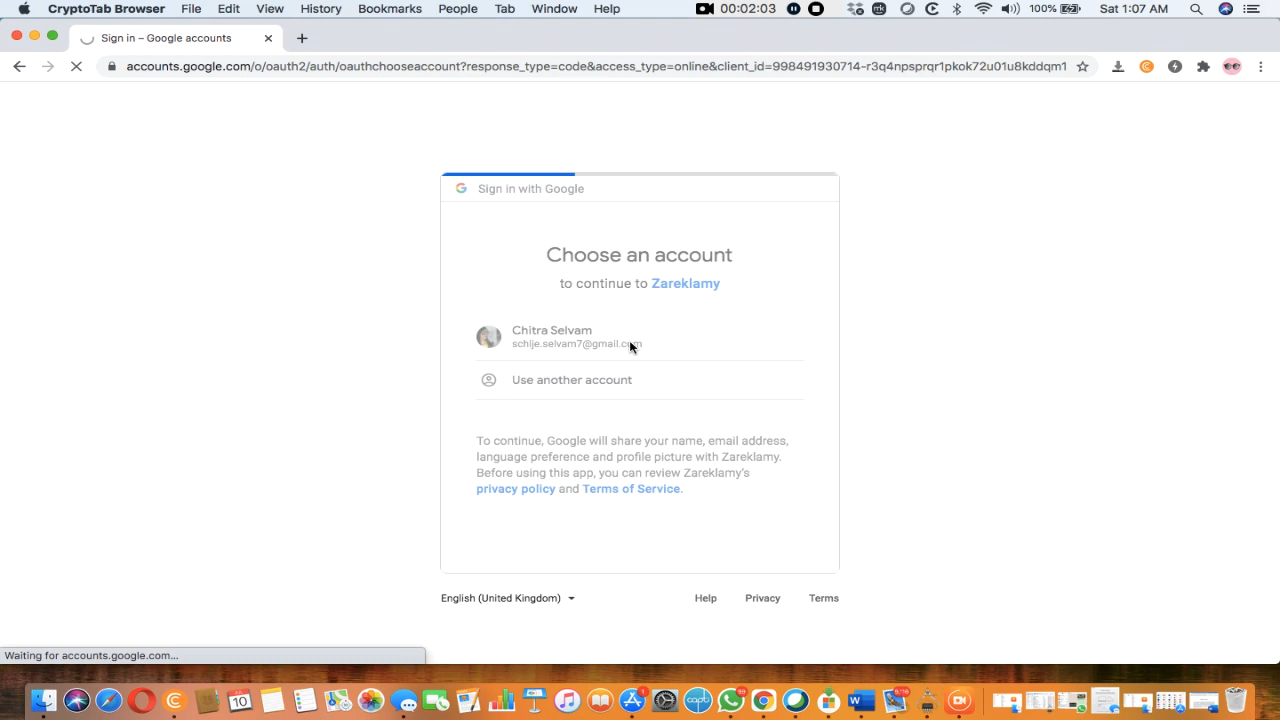 CryptoTab Browser File Edit View History Bookmarks People Tab Window Help 00:02:03 100% Sat 1:07 AM
Sign in – Google accounts
accounts.google.com/o/oauth2/auth/oauthchooseaccount?response_type=code&access_type=online&client_id=998491930714-r3q4npsprqr1pkok72u01u8kddqm1
Sign in with Google
Choose an account
to continue to Zareklamy
Chitra Selvam
schije.selvam7@gmail.com
Use another account
To continue, Google will share your name, email address,
language preference and profile picture with Zareklamy.
Before using this app, you can review Zareklamy's
privacy policy and Terms of Service.
English (United Kingdom) Help Privacy Terms
Waiting for accounts.google.com...